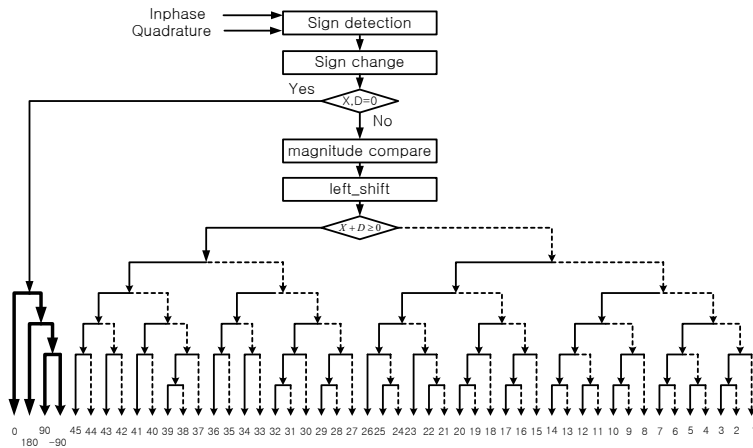 Inphase
Quadrature
Sign detection
Sign change
Yes
X,D=0
No
magnitude compare
left_shift
X + D ≥ 0
0 90 45 44 43 42 41 40 39 38 37 36 35 34 33 32 31 30 29 28 27 26 25 24 23 22 21 20 19 18 17 16 15 14 13 12 11 10 9 8 7 6 5 4 3 2 1
180 -90